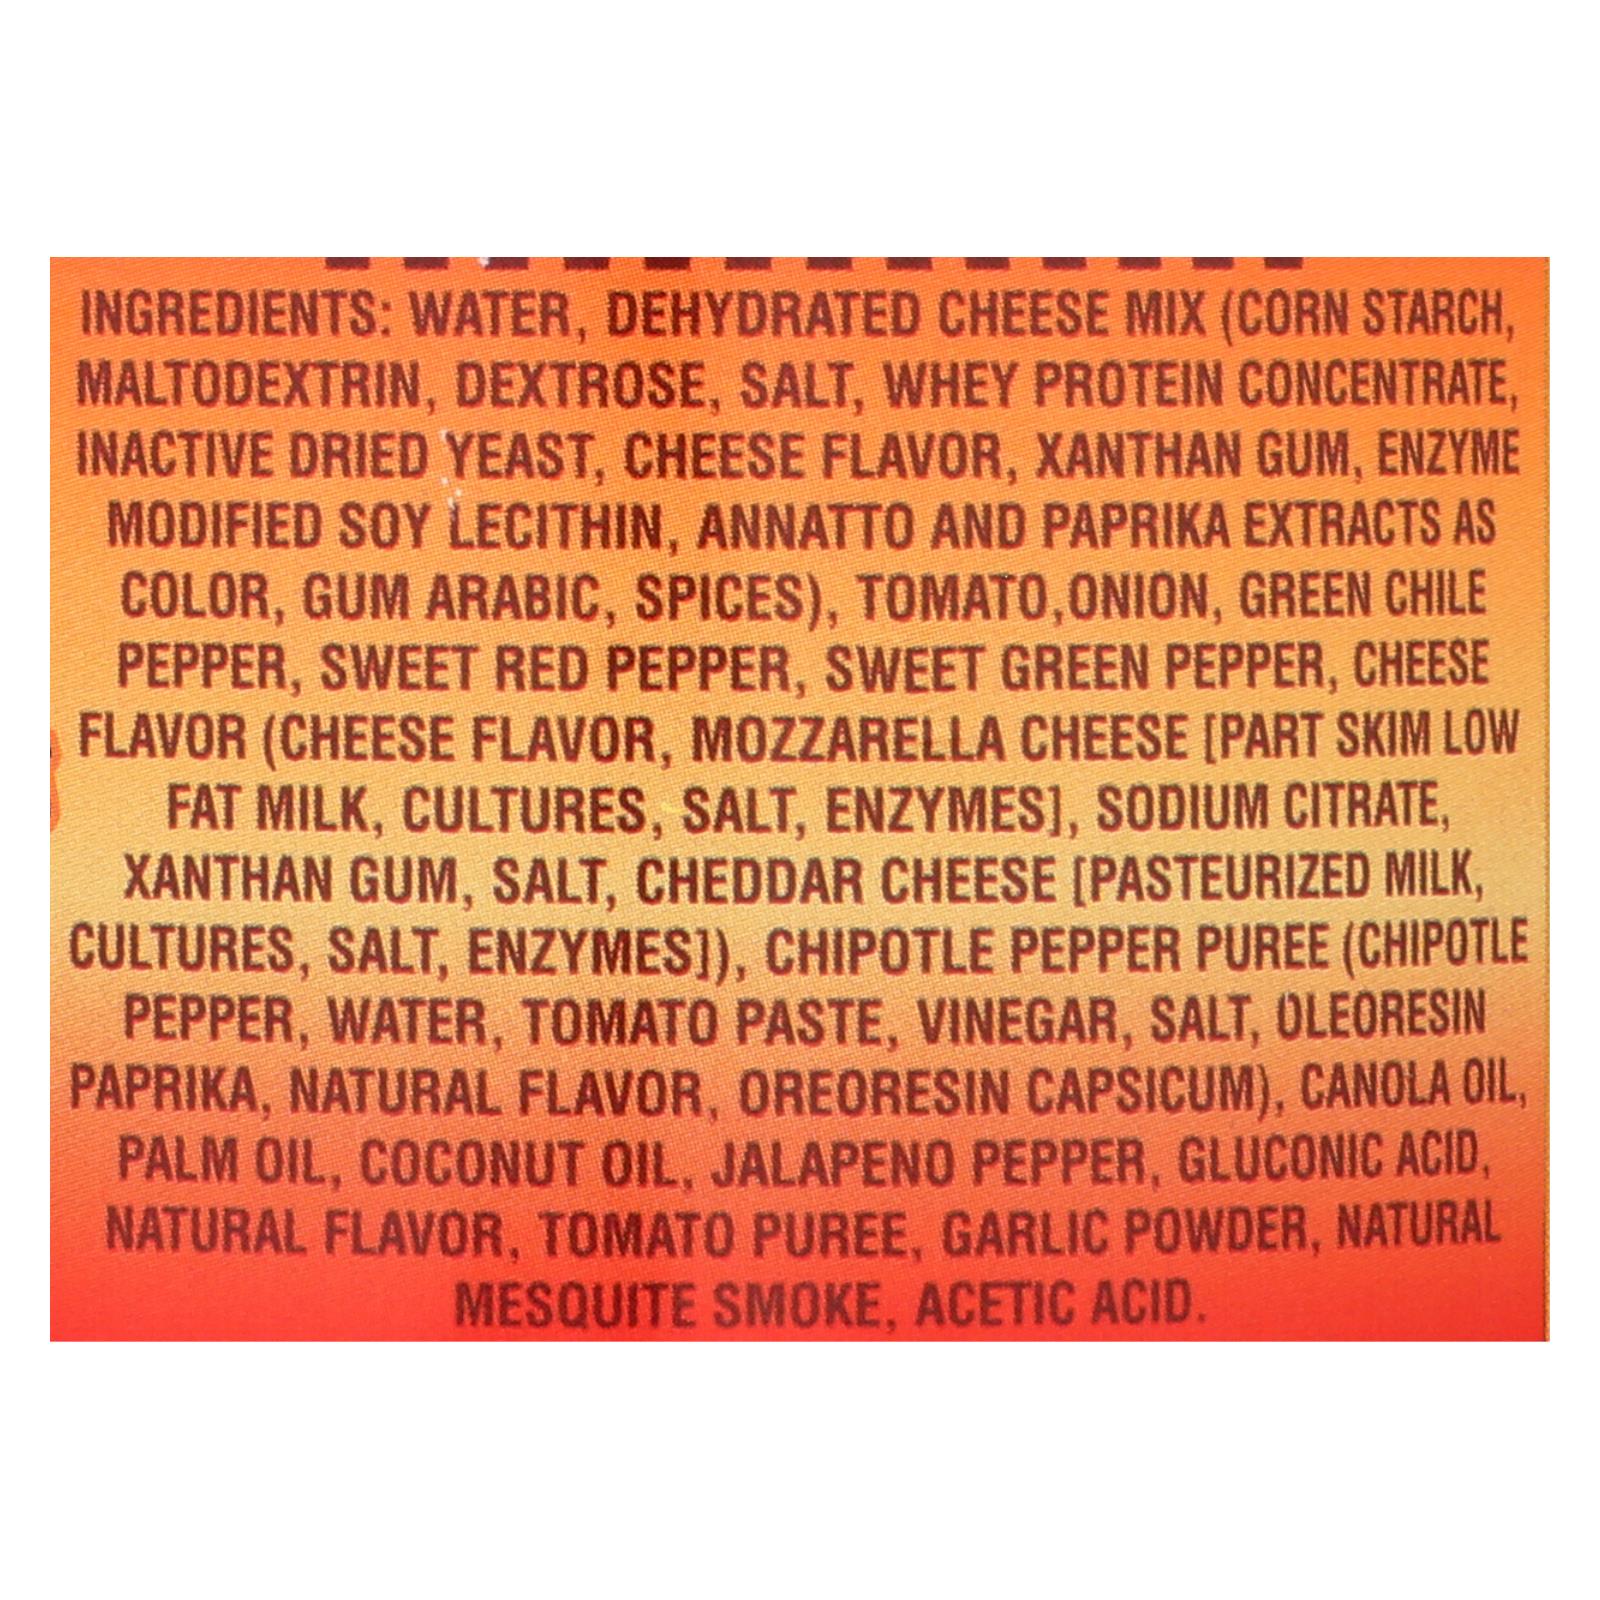 INGREDIENTS: WATER, DEHYDRATED CHEESE MIX (CORN STARCH,
MALTODEXTRIN, DEXTROSE, SALT, WHEY PROTEIN CONCENTRATE,
INACTIVE DRIED YEAST, CHEESE FLAVOR, XANTHAN GUM, ENZYME
MODIFIED SOY LECITHIN, ANNATTO AND PAPRIKA EXTRACTS AS
COLOR, GUM ARABIC, SPICES), TOMATO,ONION, GREEN CHILE
PEPPER, SWEET RED PEPPER, SWEET GREEN PEPPER, CHEESE
FLAVOR (CHEESE FLAVOR, MOZZARELLA CHEESE [PART SKIM LOW
FAT MILK, CULTURES, SALT, ENZYMES], SODIUM CITRATE,
XANTHAN GUM, SALT, CHEDDAR CHEESE [PASTEURIZED MILK,
CULTURES, SALT, ENZYMES]), CHIPOTLE PEPPER PUREE (CHIPOTLE
PEPPER, WATER, TOMATO PASTE, VINEGAR, SALT, OLEORESIN
PAPRIKA, NATURAL FLAVOR, OREORESIN CAPSICUM), CANOLA OIL,
PALM OIL, COCONUT OIL, JALAPENO PEPPER, GLUCONIC ACID,
NATURAL FLAVOR, TOMATO PUREE, GARLIC POWDER, NATURAL
MESQUITE SMOKE, ACETIC ACID.